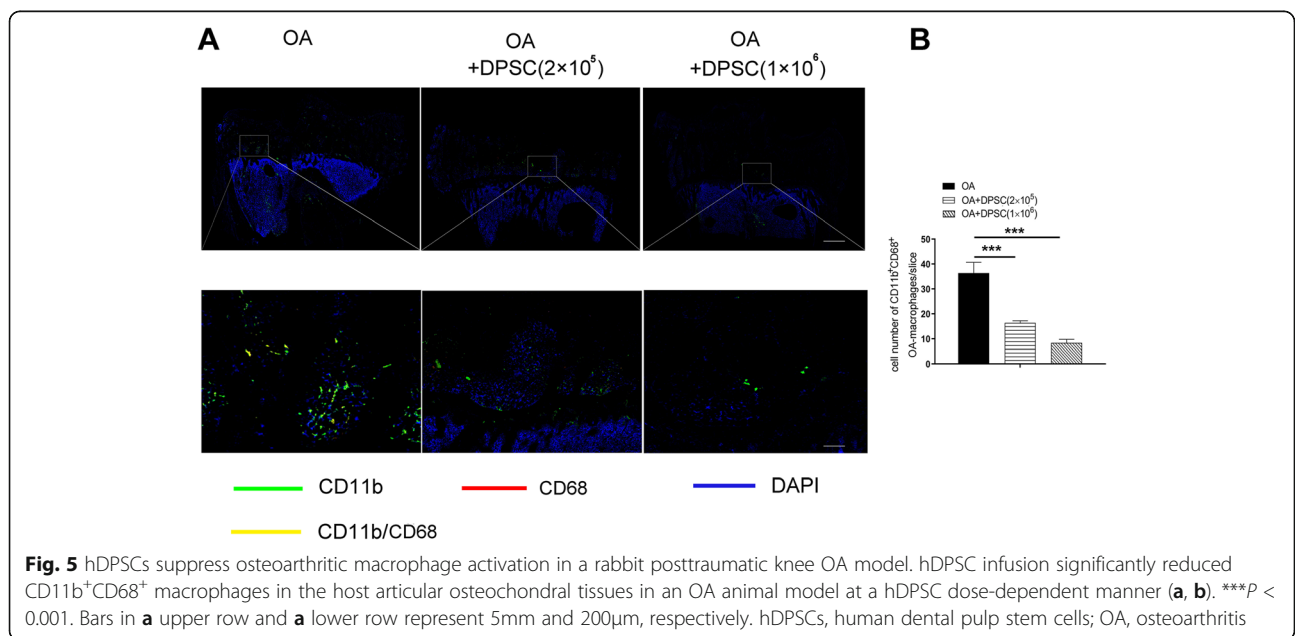 A
OA
OA
+DPSC(2×10⁵)
OA
+DPSC(1×10⁶)
CD11b
CD68
DAPI
CD11b/CD68
B
OA
OA+DPSC(2×10⁵)
OA+DPSC(1×10⁶)
***
***
cell number of CD11b⁺CD68⁺
OA-macrophages/slice
50
40
30
20
10
0
Fig. 5 hDPSCs suppress osteoarthritic macrophage activation in a rabbit posttraumatic knee OA model. hDPSC infusion significantly reduced
CD11b⁺CD68⁺ macrophages in the host articular osteochondral tissues in an OA animal model at a hDPSC dose-dependent manner (a, b). ***P <
0.001. Bars in a upper row and a lower row represent 5mm and 200μm, respectively. hDPSCs, human dental pulp stem cells; OA, osteoarthritis